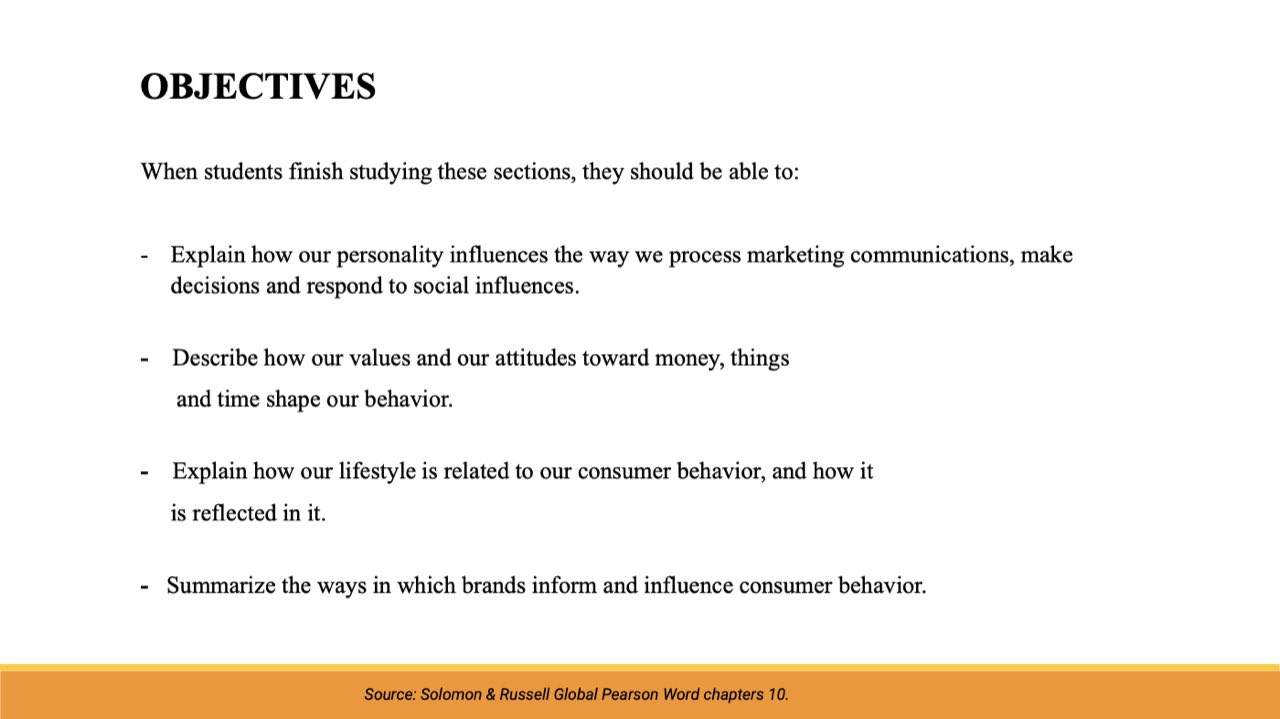 OBJECTIVES
When students finish studying these sections, they should be able to:
- Explain how our personality influences the way we process marketing communications, make
decisions and respond to social influences.
- Describe how our values and our attitudes toward money, things
and time shape our behavior.
- Explain how our lifestyle is related to our consumer behavior, and how it
is reflected in it.
- Summarize the ways in which brands inform and influence consumer behavior.
Source: Solomon & Russell Global Pearson Word chapters 10.